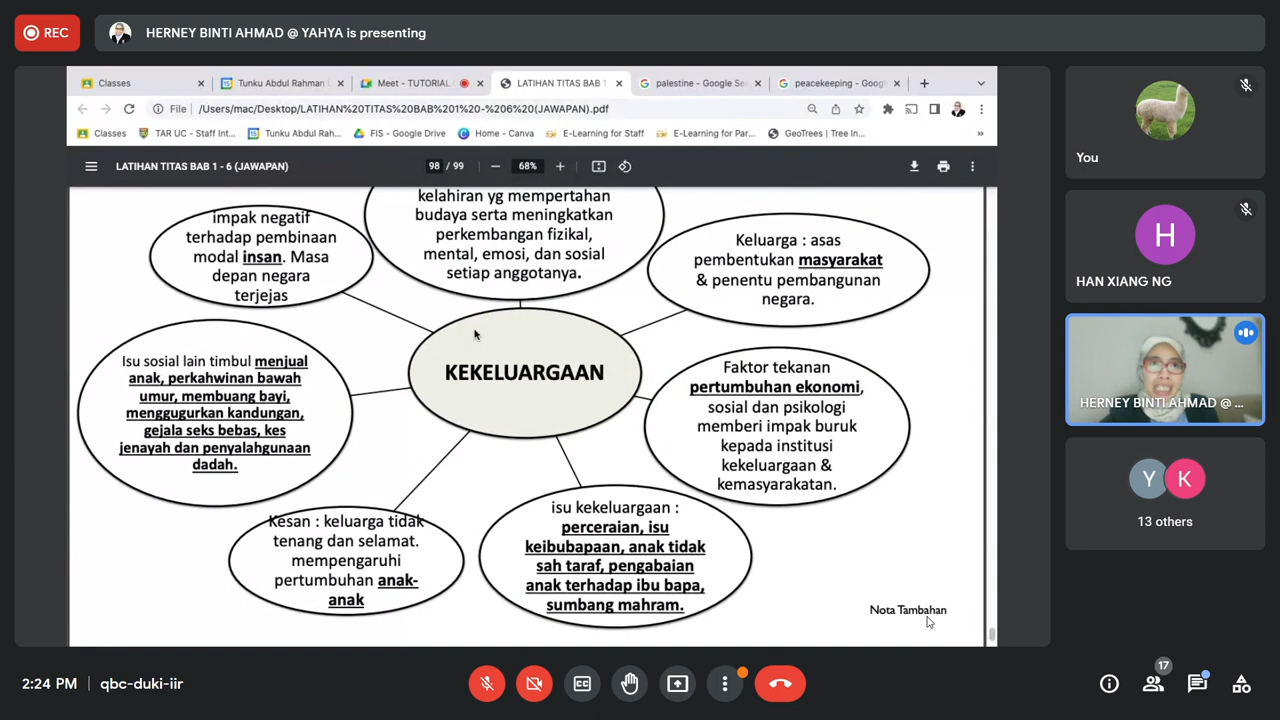 REC
HERNEY BINTI AHMAD @ YAHYA is presenting
Classes
Tunku Abdul Rahman
Meet - TUTORIAL
LATIHAN TITAS BAB 1
palestine - Google Se
peacekeeping - Goog
File
/Users/mac/Desktop/LATIHAN%20TITAS%20BAB%201%20-%206%20(JAWAPAN).pdf
Classes
TAR UC - Staff Int...
Tunku Abdul Rah...
FIS - Google Drive
Home - Canva
E-Learning for Staff
E-Learning for Par...
GeoTrees | Tree In...
»
LATIHAN TITAS BAB 1 - 6 (JAWAPAN)
98 / 99
68%
kelahiran yg mempertahan
budaya serta meningkatkan
perkembangan fizikal,
mental, emosi, dan sosial
setiap anggotanya.
impak negatif
terhadap pembinaan
modal insan. Masa
depan negara
terjejas
Keluarga : asas
pembentukan masyarakat
& penentu pembangunan
negara.
KEKELUARGAAN
Isu sosial lain timbul menjual
anak, perkahwinan bawah
umur, membuang bayi,
menggugurkan kandungan,
gejala seks bebas, kes
jenayah dan penyalahgunaan
dadah.
Faktor tekanan
pertumbuhan ekonomi,
sosial dan psikologi
memberi impak buruk
kepada institusi
kekeluargaan &
kemasyarakatan.
Kesan : keluarga tidak
tenang dan selamat.
mempengaruhi
pertumbuhan anak-
anak
isu kekeluargaan :
perceraian, isu
keibubapaan, anak tidak
sah taraf, pengabaian
anak terhadap ibu bapa,
sumbang mahram.
Nota Tambahan
You
H
HAN XIANG NG
HERNEY BINTI AHMAD @ ...
Y
K
13 others
2:24 PM | qbc-duki-iir
CC
17